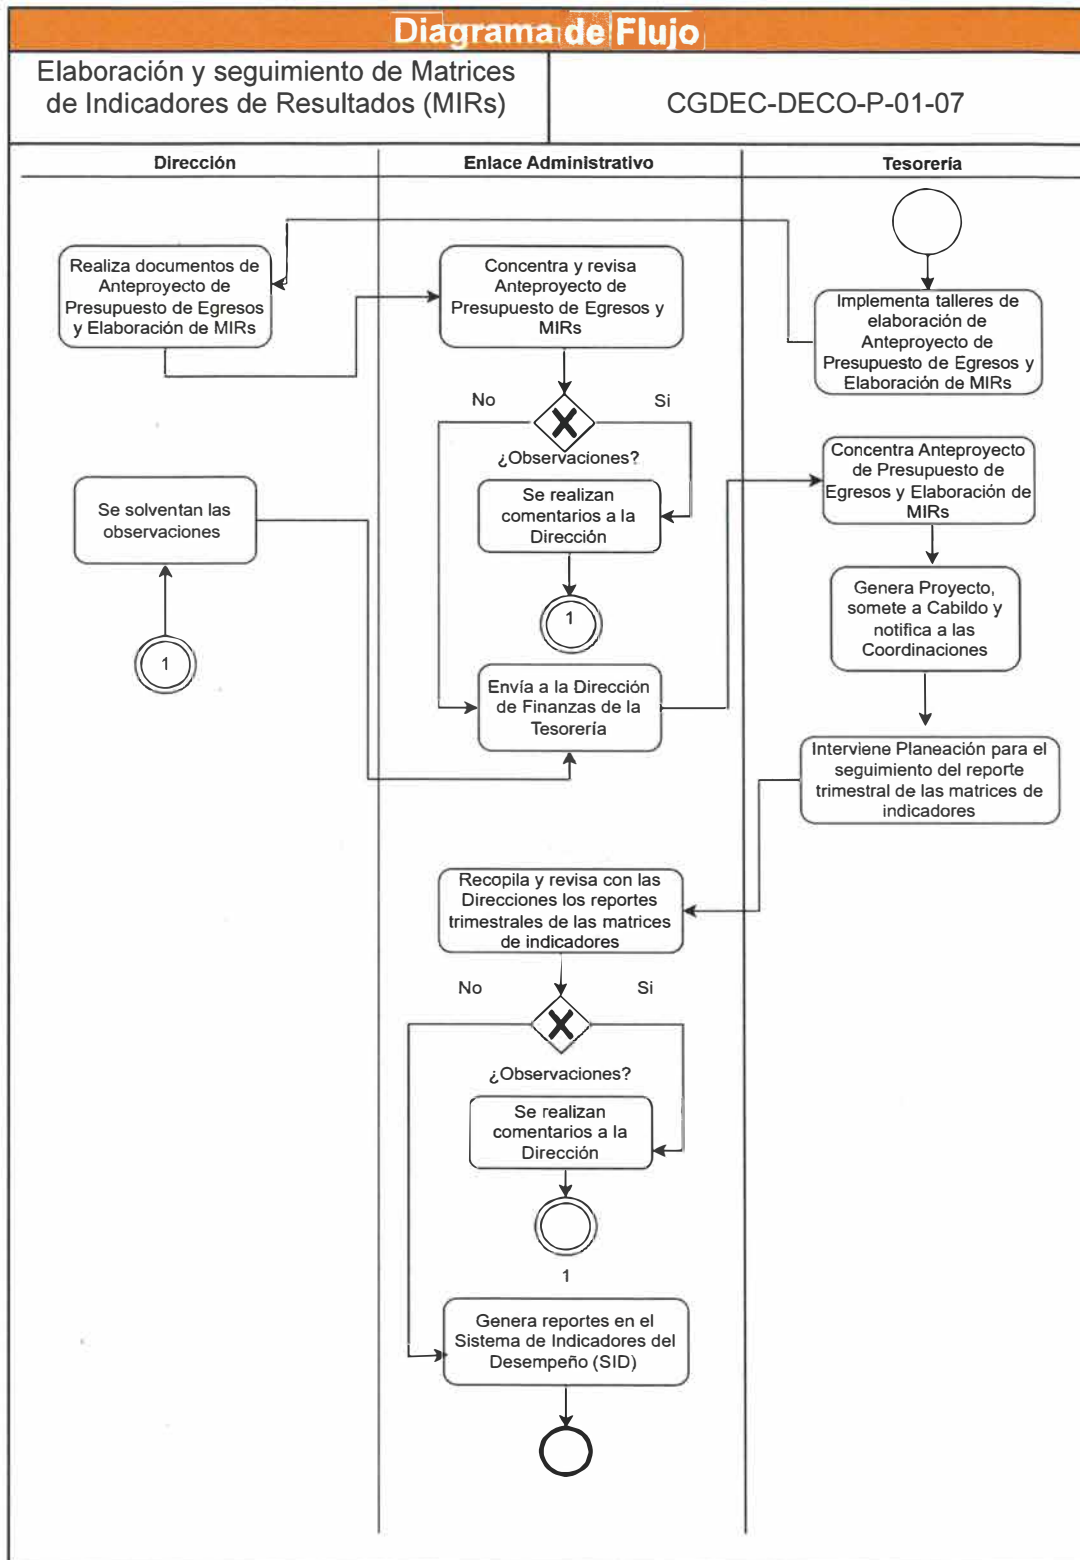 Diagrama de Flujo
Elaboración y seguimiento de Matrices
de Indicadores de Resultados (MIRs)
CGDEC-DECO-P-01-07
Dirección
Enlace Administrativo
Tesorería
Realiza documentos de
Anteproyecto de
Presupuesto de Egresos
y Elaboración de MIRs
Concentra y revisa
Anteproyecto de
Presupuesto de Egresos y
MIRs
Implementa talleres de
elaboración de
Anteproyecto de
Presupuesto de Egresos y
Elaboración de MIRs
No
Si
¿Observaciones?
Concentra Anteproyecto
de Presupuesto de
Egresos y Elaboración de
MIRs
Se solventan las
observaciones
Se realizan
comentarios a la
Dirección
1
1
Genera Proyecto,
somete a Cabildo y
notifica a las
Coordinaciones
Envía a la Dirección
de Finanzas de la
Tesorería
Interviene Planeación para el
seguimiento del reporte
trimestral de las matrices de
indicadores
Recopila y revisa con las
Direcciones los reportes
trimestrales de las matrices
de indicadores
No
Si
¿Observaciones?
Se realizan
comentarios a la
Dirección
1
Genera reportes en el
Sistema de Indicadores del
Desempeño (SID)